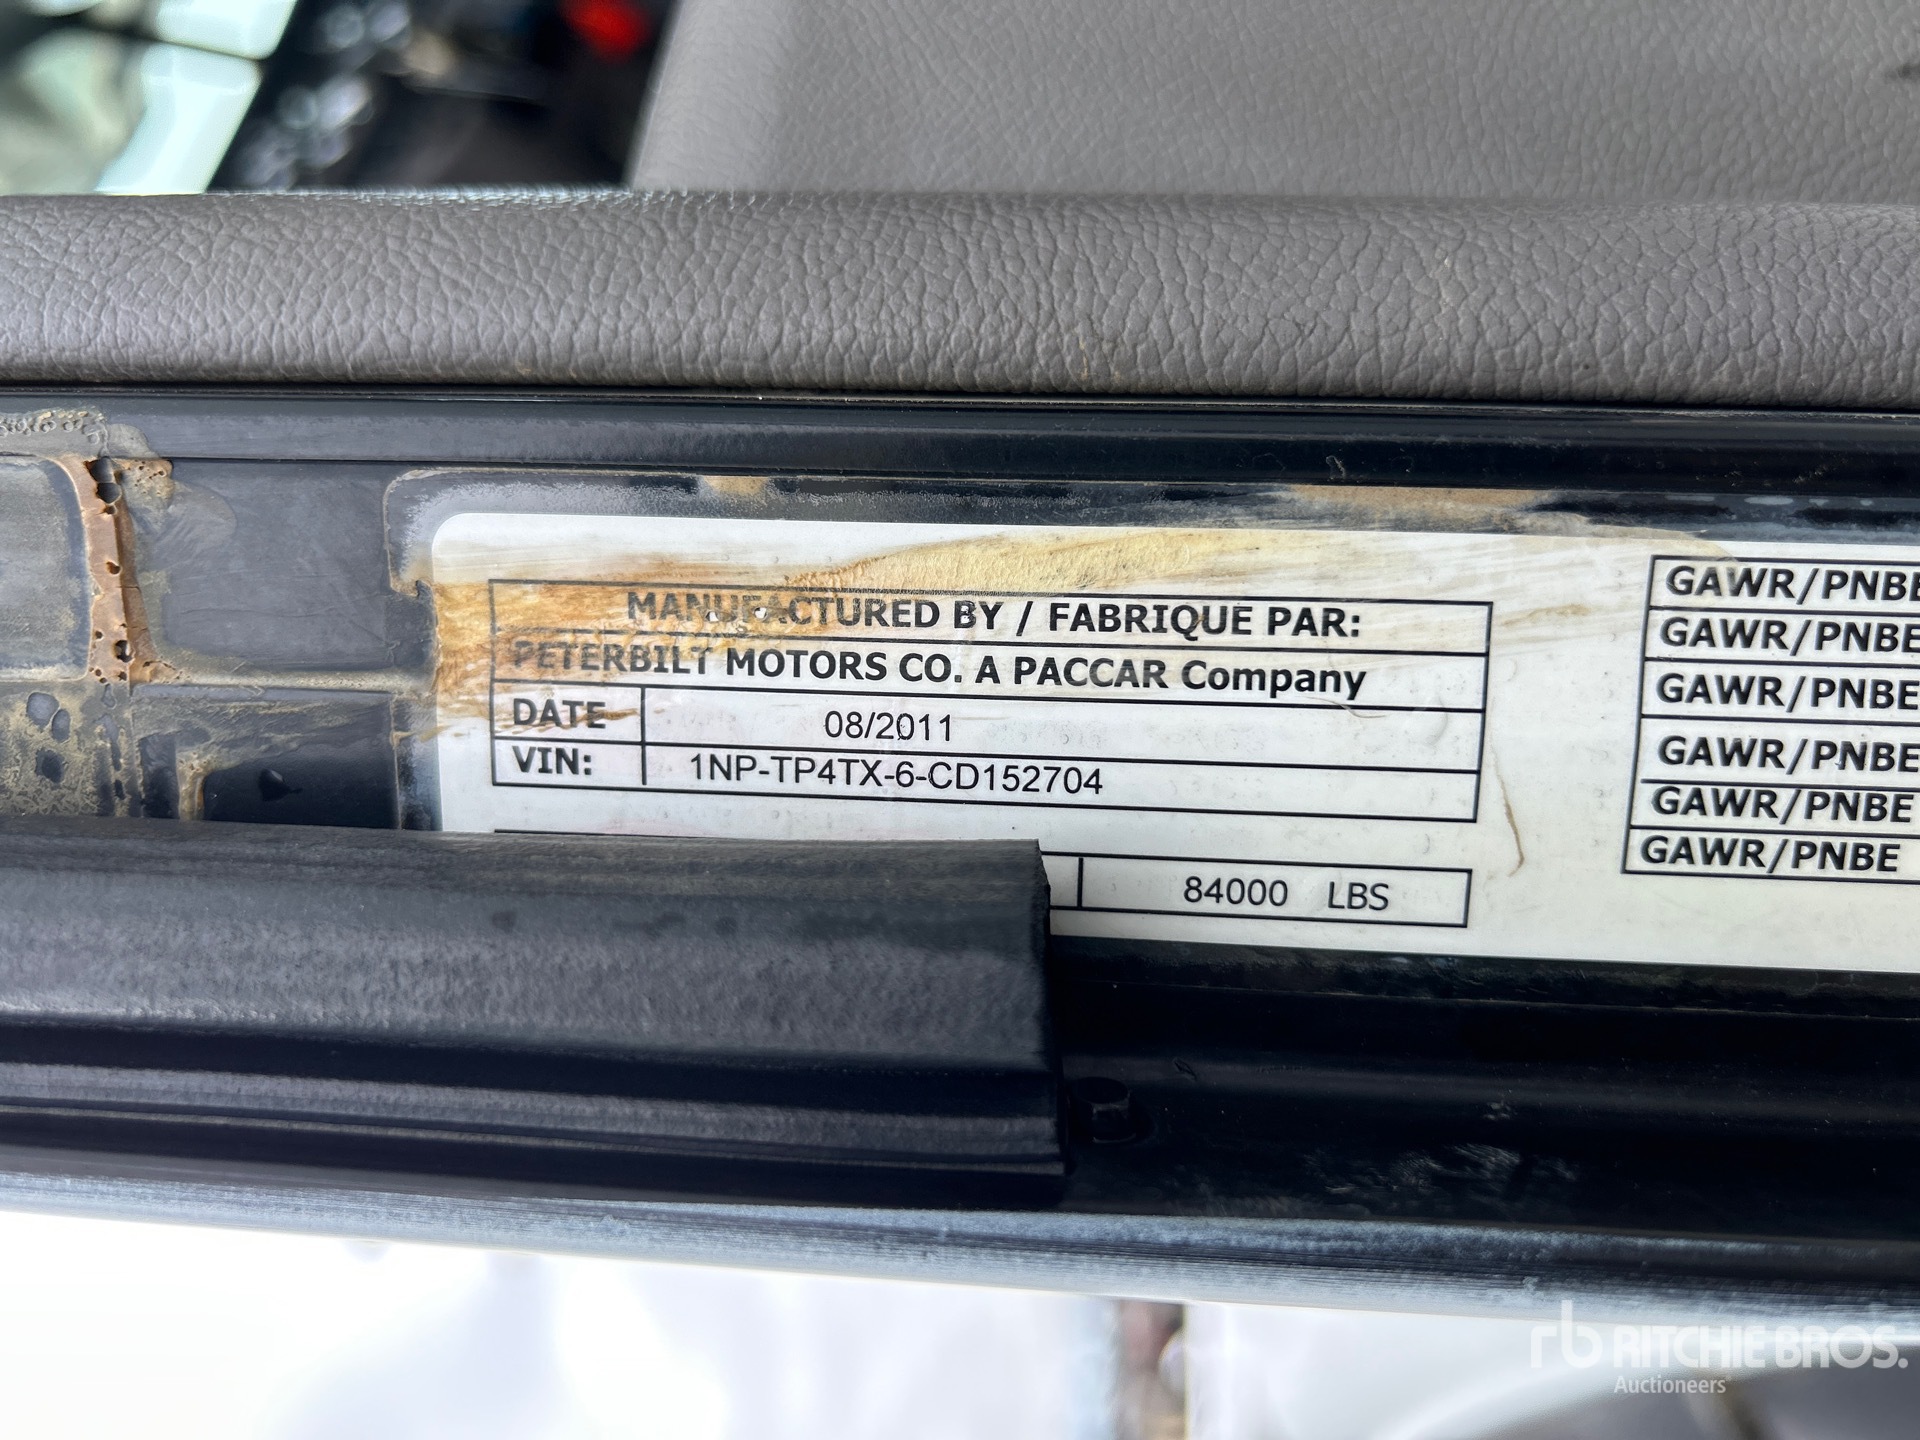 MANUFACTURED BY / FABRIQUE PAR:
PETERBILT MOTORS CO. A PACCAR Company
DATE 08/2011
VIN: 1NP-TP4TX-6-CD152704
84000 LBS
GAWR/PNBE
GAWR/PNBE
GAWR/PNBE
GAWR/PNBE
GAWR/PNBE
GAWR/PNBE
rb RITCHIE BROS.
Auctioneers